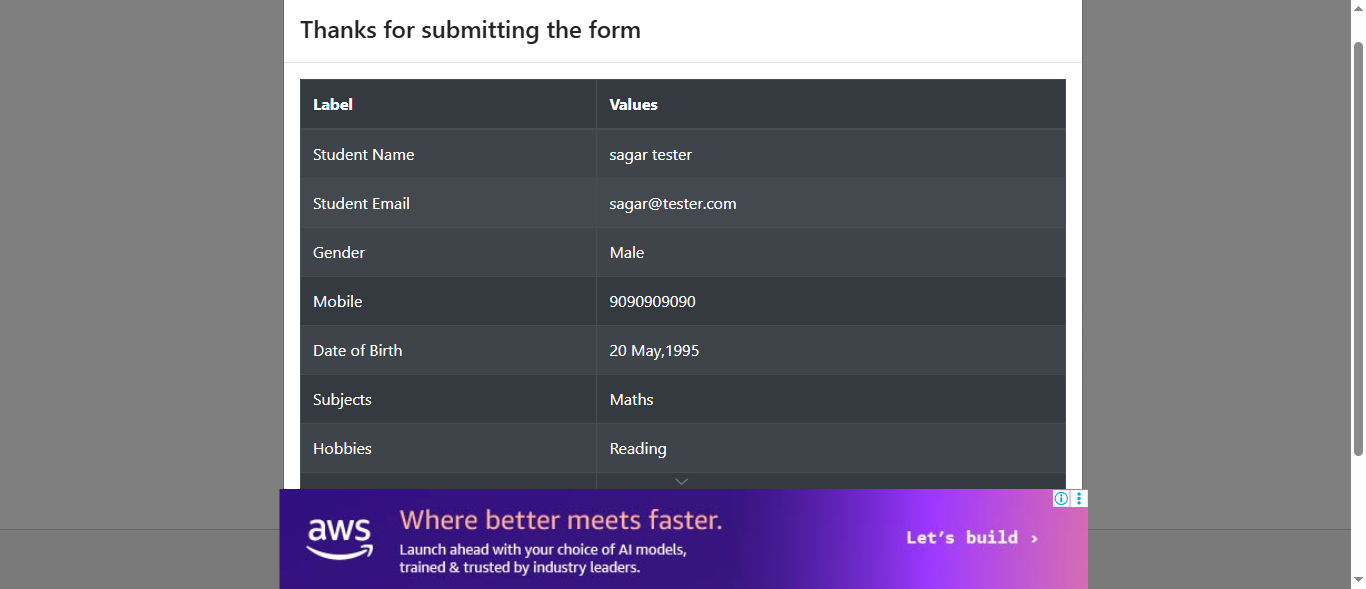 Thanks for submitting the form
Label Values
Student Name sagar tester
Student Email sagar@tester.com
Gender Male
Mobile 9090909090
Date of Birth 20 May,1995
Subjects Maths
Hobbies Reading
aws
Where better meets faster.
Launch ahead with your choice of AI models,
trained & trusted by industry leaders.
Let's build ›